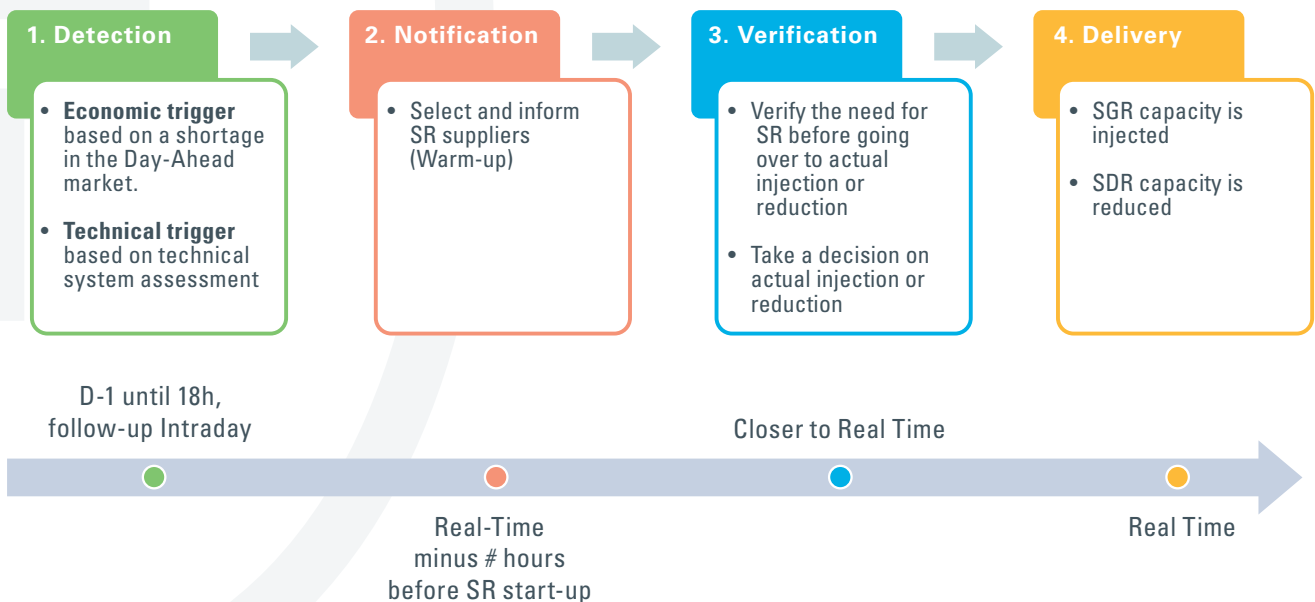 1. Detection
• Economic trigger
based on a shortage
in the Day-Ahead
market.
• Technical trigger
based on technical
system assessment
2. Notification
• Select and inform
SR suppliers
(Warm-up)
3. Verification
• Verify the need for
SR before going
over to actual
injection or
reduction
• Take a decision on
actual injection or
reduction
4. Delivery
• SGR capacity is
injected
• SDR capacity is
reduced
D-1 until 18h,
follow-up Intraday
Real-Time
minus # hours
before SR start-up
Closer to Real Time
Real Time